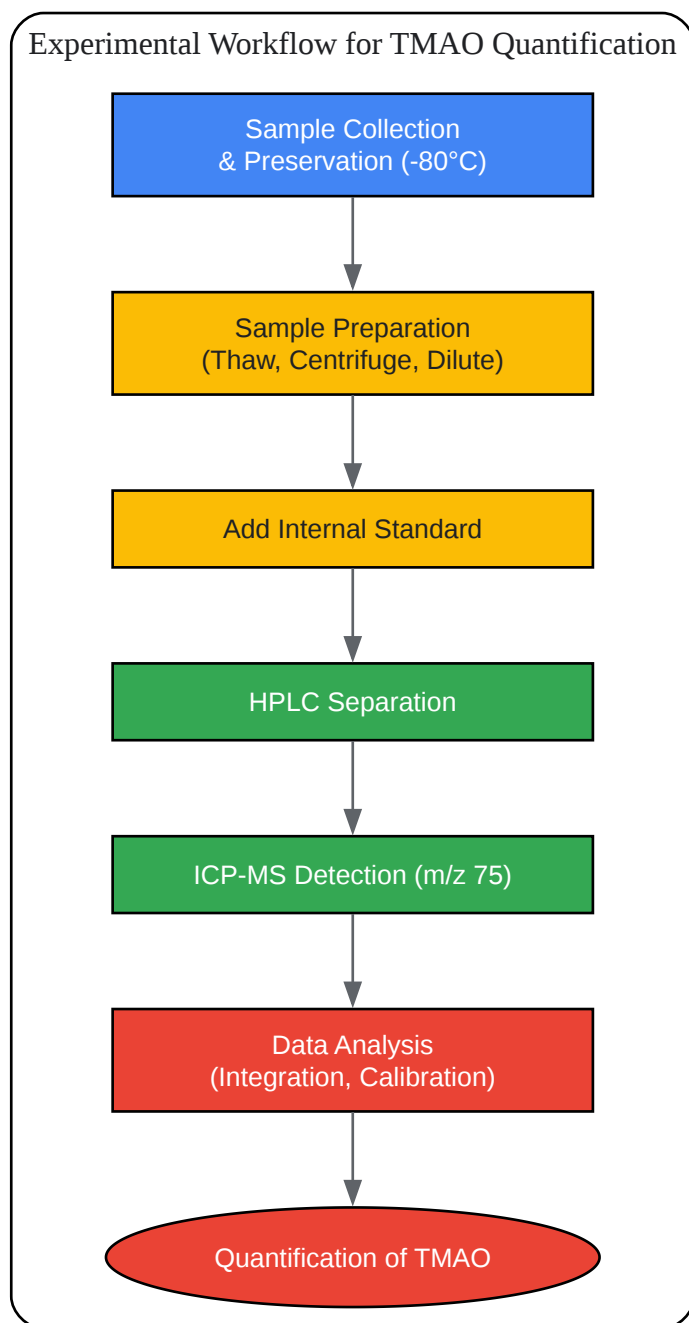 Experimental Workflow for TMAO Quantification
Sample Collection
& Preservation (-80°C)
Sample Preparation
(Thaw, Centrifuge, Dilute)
Add Internal Standard
HPLC Separation
ICP-MS Detection (m/z 75)
Data Analysis
(Integration, Calibration)
Quantification of TMAO